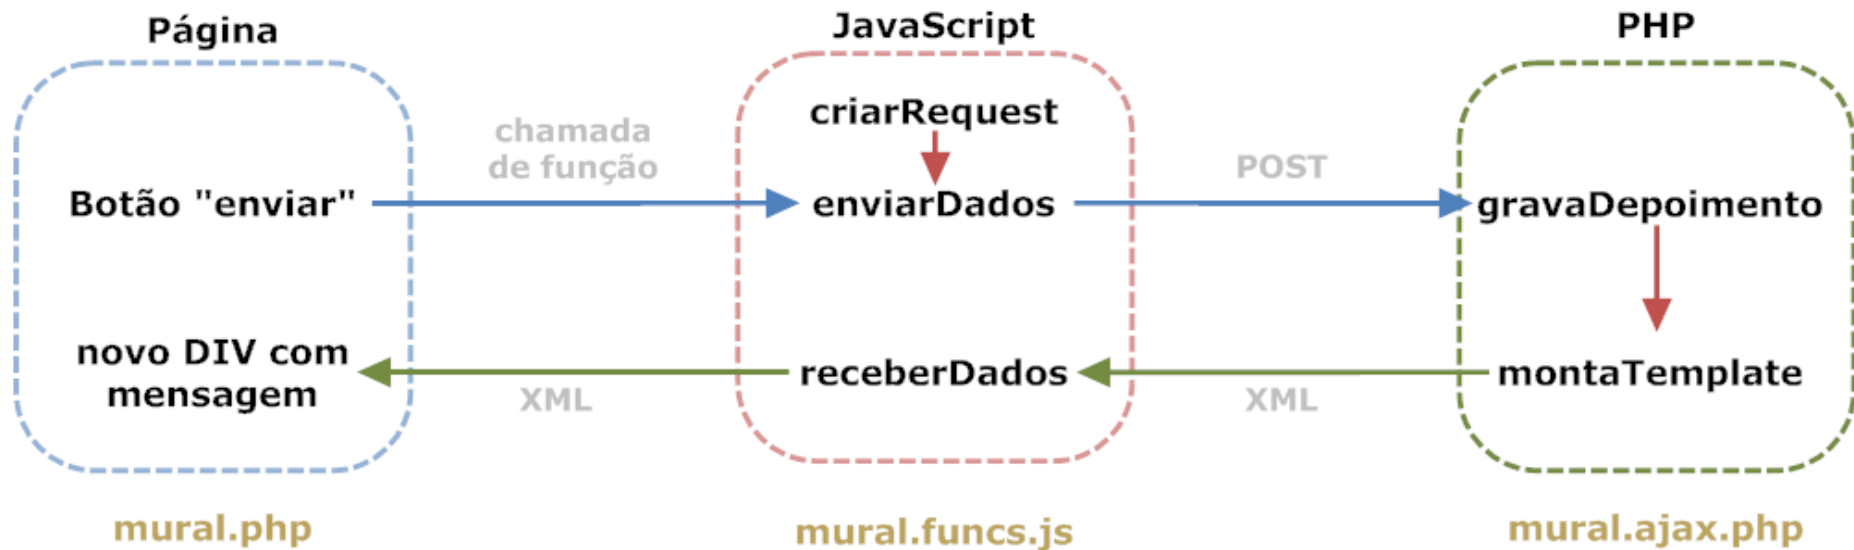 Página
JavaScript
PHP
criarRequest
chamada
de função
POST
Botão "enviar"
enviarDados
gravaDepoimento
novo DIV com
mensagem
XML
receberDados
XML
montaTemplate
mural.php
mural.funcs.js
mural.ajax.php